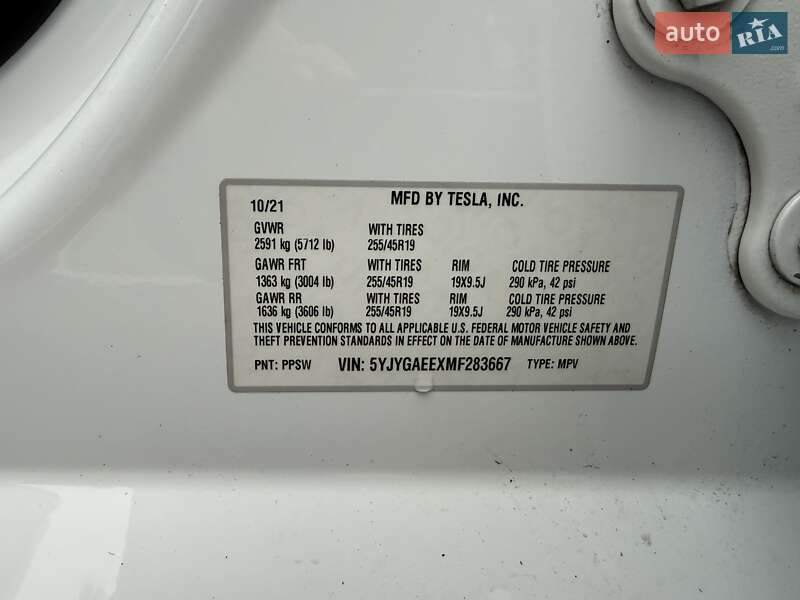 auto RIA .com
10/21 MFD BY TESLA, INC.
GVWR WITH TIRES
2591 kg (5712 lb) 255/45R19
GAWR FRT WITH TIRES RIM COLD TIRE PRESSURE
1363 kg (3004 lb) 255/45R19 19X9.5J 290 kPa, 42 psi
GAWR RR WITH TIRES RIM COLD TIRE PRESSURE
1636 kg (3606 lb) 255/45R19 19X9.5J 290 kPa, 42 psi
THIS VEHICLE CONFORMS TO ALL APPLICABLE U.S. FEDERAL MOTOR VEHICLE SAFETY AND
THEFT PREVENTION STANDARDS IN EFFECT ON THE DATE OF MANUFACTURE SHOWN ABOVE.
PNT: PPSW VIN: 5YJYGAEEXMF283667 TYPE: MPV